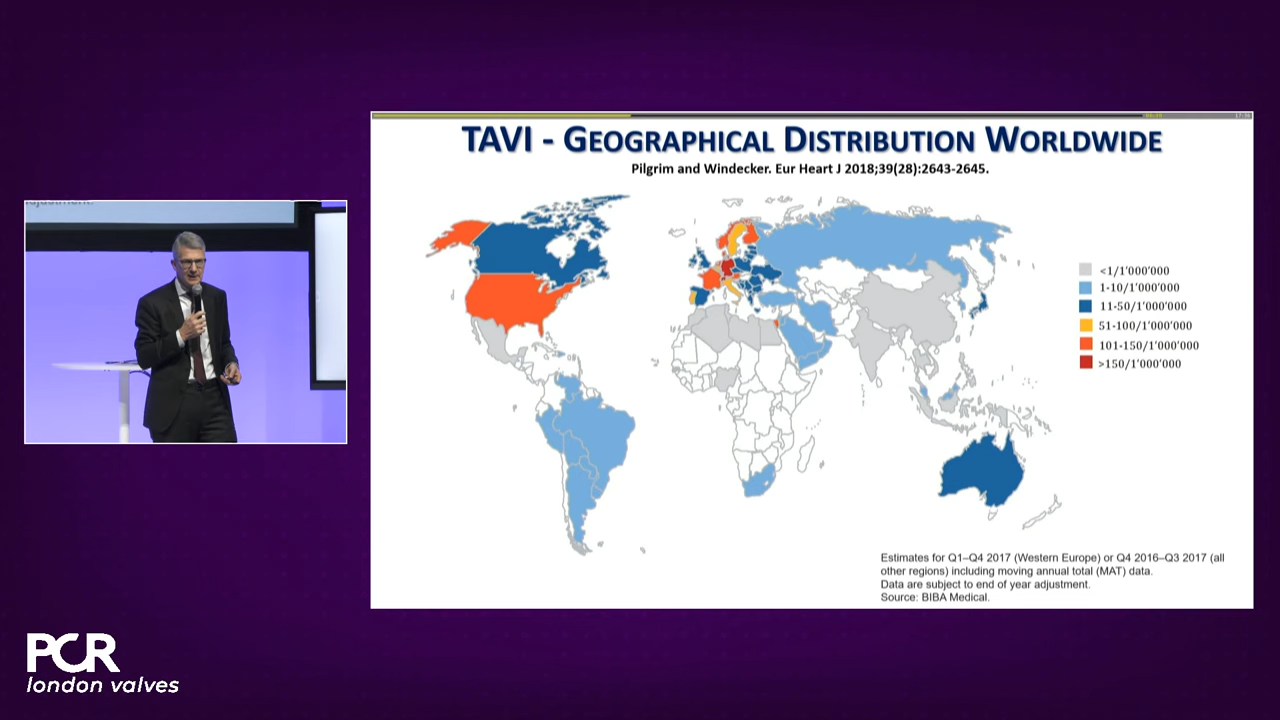 TAVI - GEOGRAPHICAL DISTRIBUTION WORLDWIDE
Pilgrim and Windecker. Eur Heart J 2018;39(28):2643-2645.
<1/1'000'000
1-10/1'000'000
11-50/1'000'000
51-100/1'000'000
101-150/1'000'000
>150/1'000'000
Estimates for Q1–Q4 2017 (Western Europe) or Q4 2016–Q3 2017 (all
other regions) including moving annual total (MAT) data.
Data are subject to end of year adjustment.
Source: BIBA Medical.
PCR
london valves